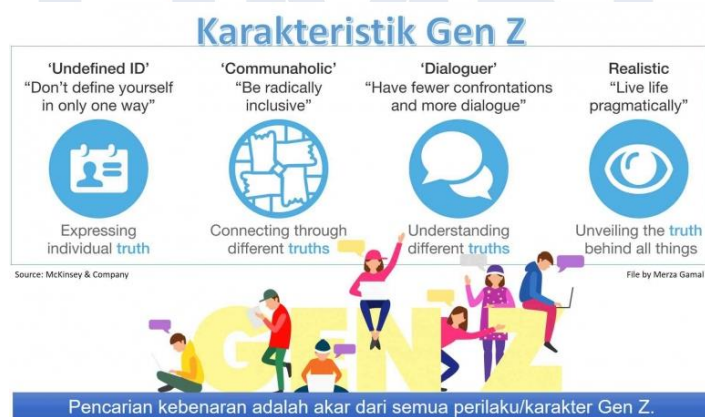 Karakteristik Gen Z
'Undefined ID'
"Don't define yourself
in only one way"
Expressing
individual truth
'Communaholic'
"Be radically
inclusive"
Connecting through
different truths
'Dialoguer'
"Have fewer confrontations
and more dialogue"
Understanding
different truths
Realistic
"Live life
pragmatically"
Unveiling the truth
behind all things
Source: McKinsey & Company
File by Merza Gamal
GEN Z
Pencarian kebenaran adalah akar dari semua perilaku/karakter Gen Z.